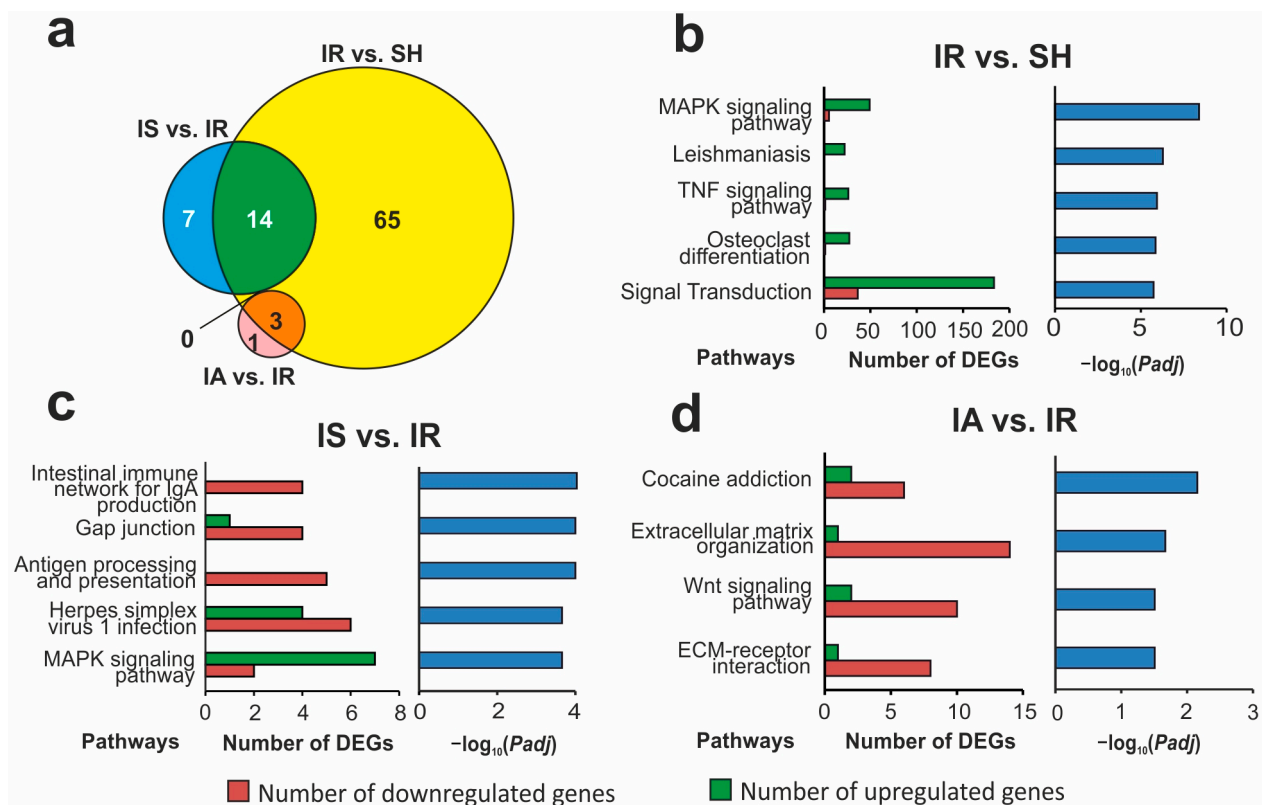 a
IR vs. SH
IS vs. IR
7
14
65
0
3
1
IA vs. IR
b
IR vs. SH
MAPK signaling
pathway
Leishmaniasis
TNF signaling
pathway
Osteoclast
differentiation
Signal Transduction
0 50 100 150 200
0 5 10
Pathways
Number of DEGs
−log10(Padj)
c
IS vs. IR
Intestinal immune
network for IgA
production
Gap junction
Antigen processing
and presentation
Herpes simplex
virus 1 infection
MAPK signaling
pathway
0 2 4 6 8
0 2 4
Pathways
Number of DEGs
−log10(Padj)
d
IA vs. IR
Cocaine addiction
Extracellular matrix
organization
Wnt signaling
pathway
ECM-receptor
interaction
0 5 10 15
0 1 2 3
Pathways
Number of DEGs
−log10(Padj)
Number of downregulated genes
Number of upregulated genes